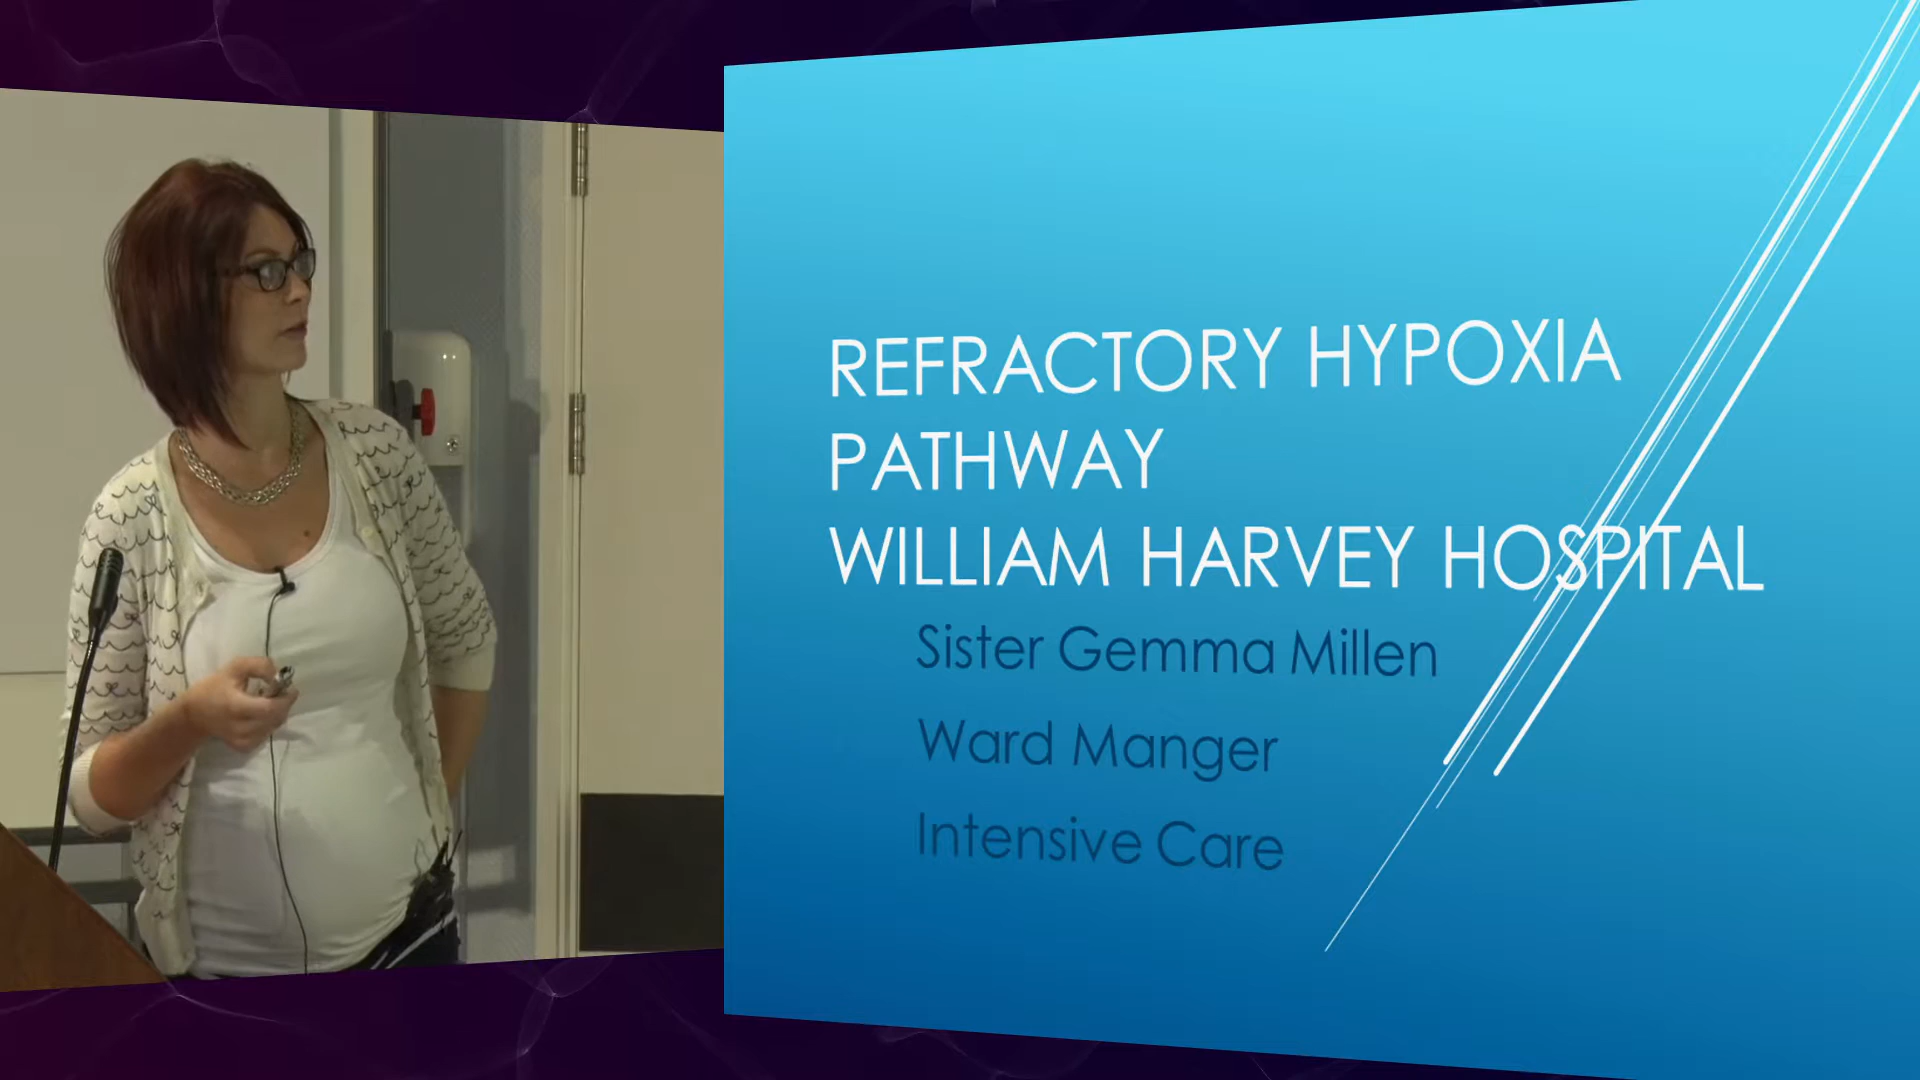 REFRACTORY HYPOXIA
PATHWAY
WILLIAM HARVEY HOSPITAL
Sister Gemma Millen
Ward Manger
Intensive Care